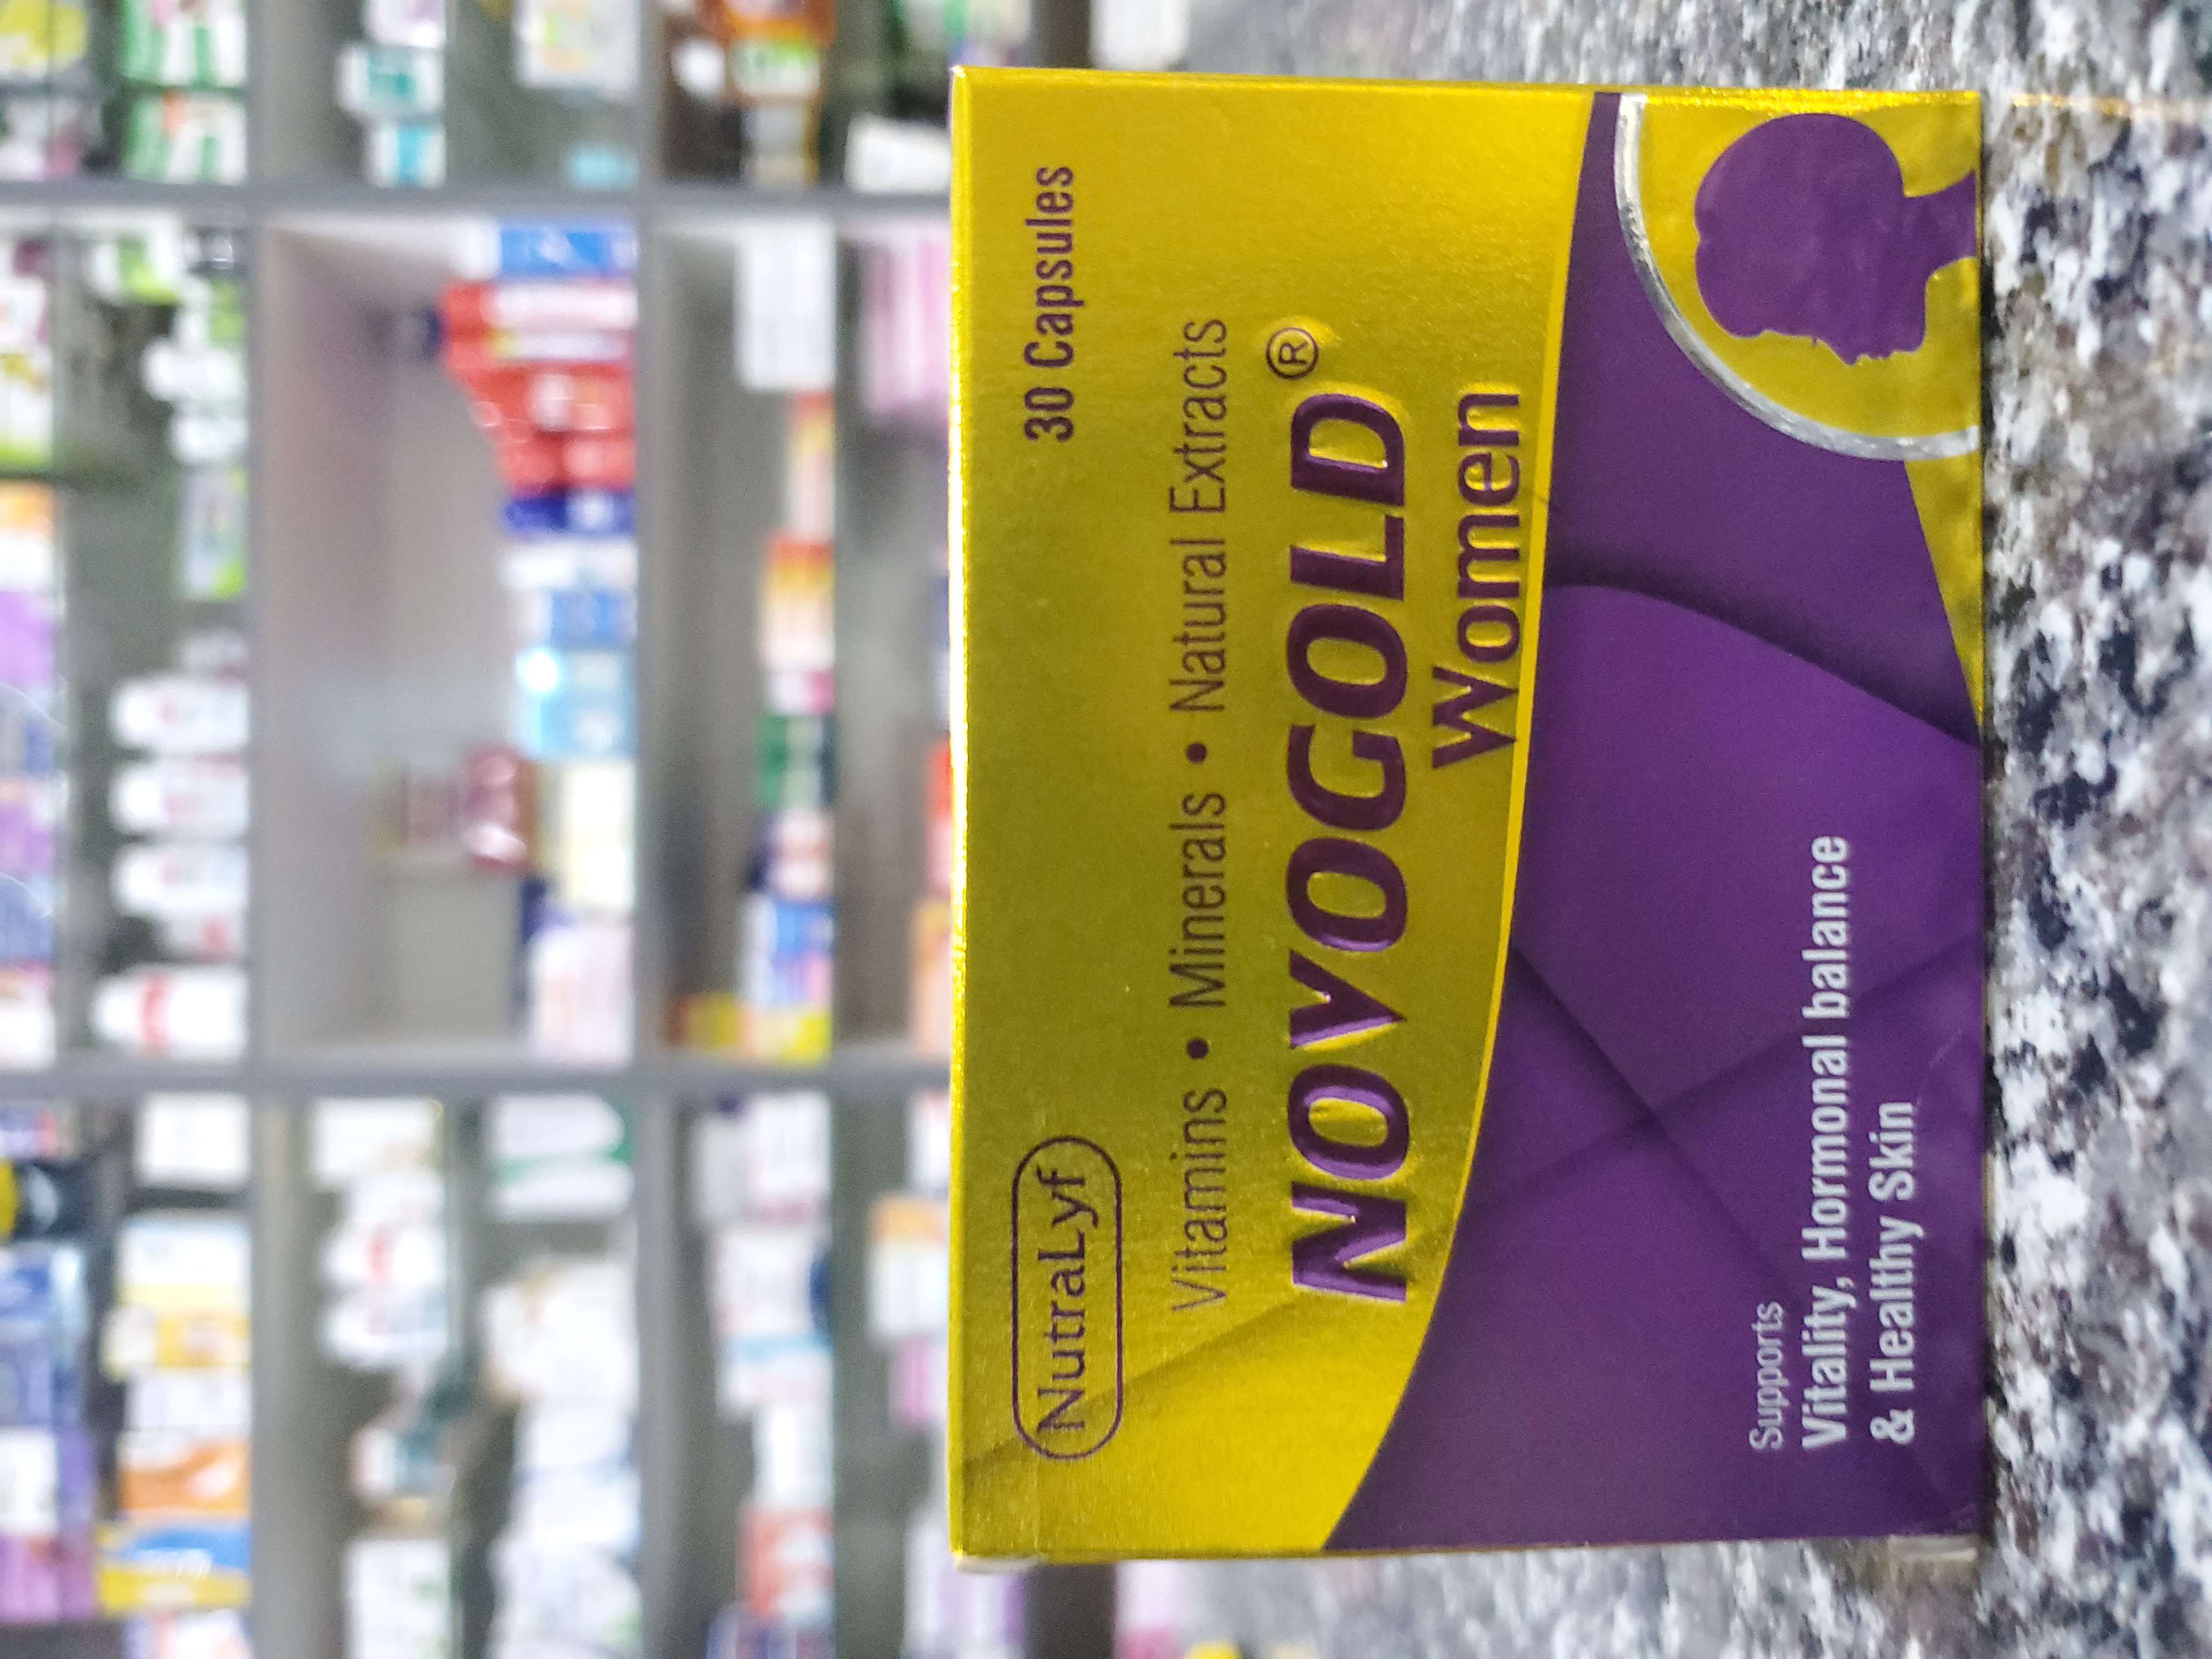 NutraLyf
30 Capsules
Vitamins • Minerals • Natural Extracts
NOVOGOLD®
Women
Supports
Vitality, Hormonal balance
& Healthy Skin